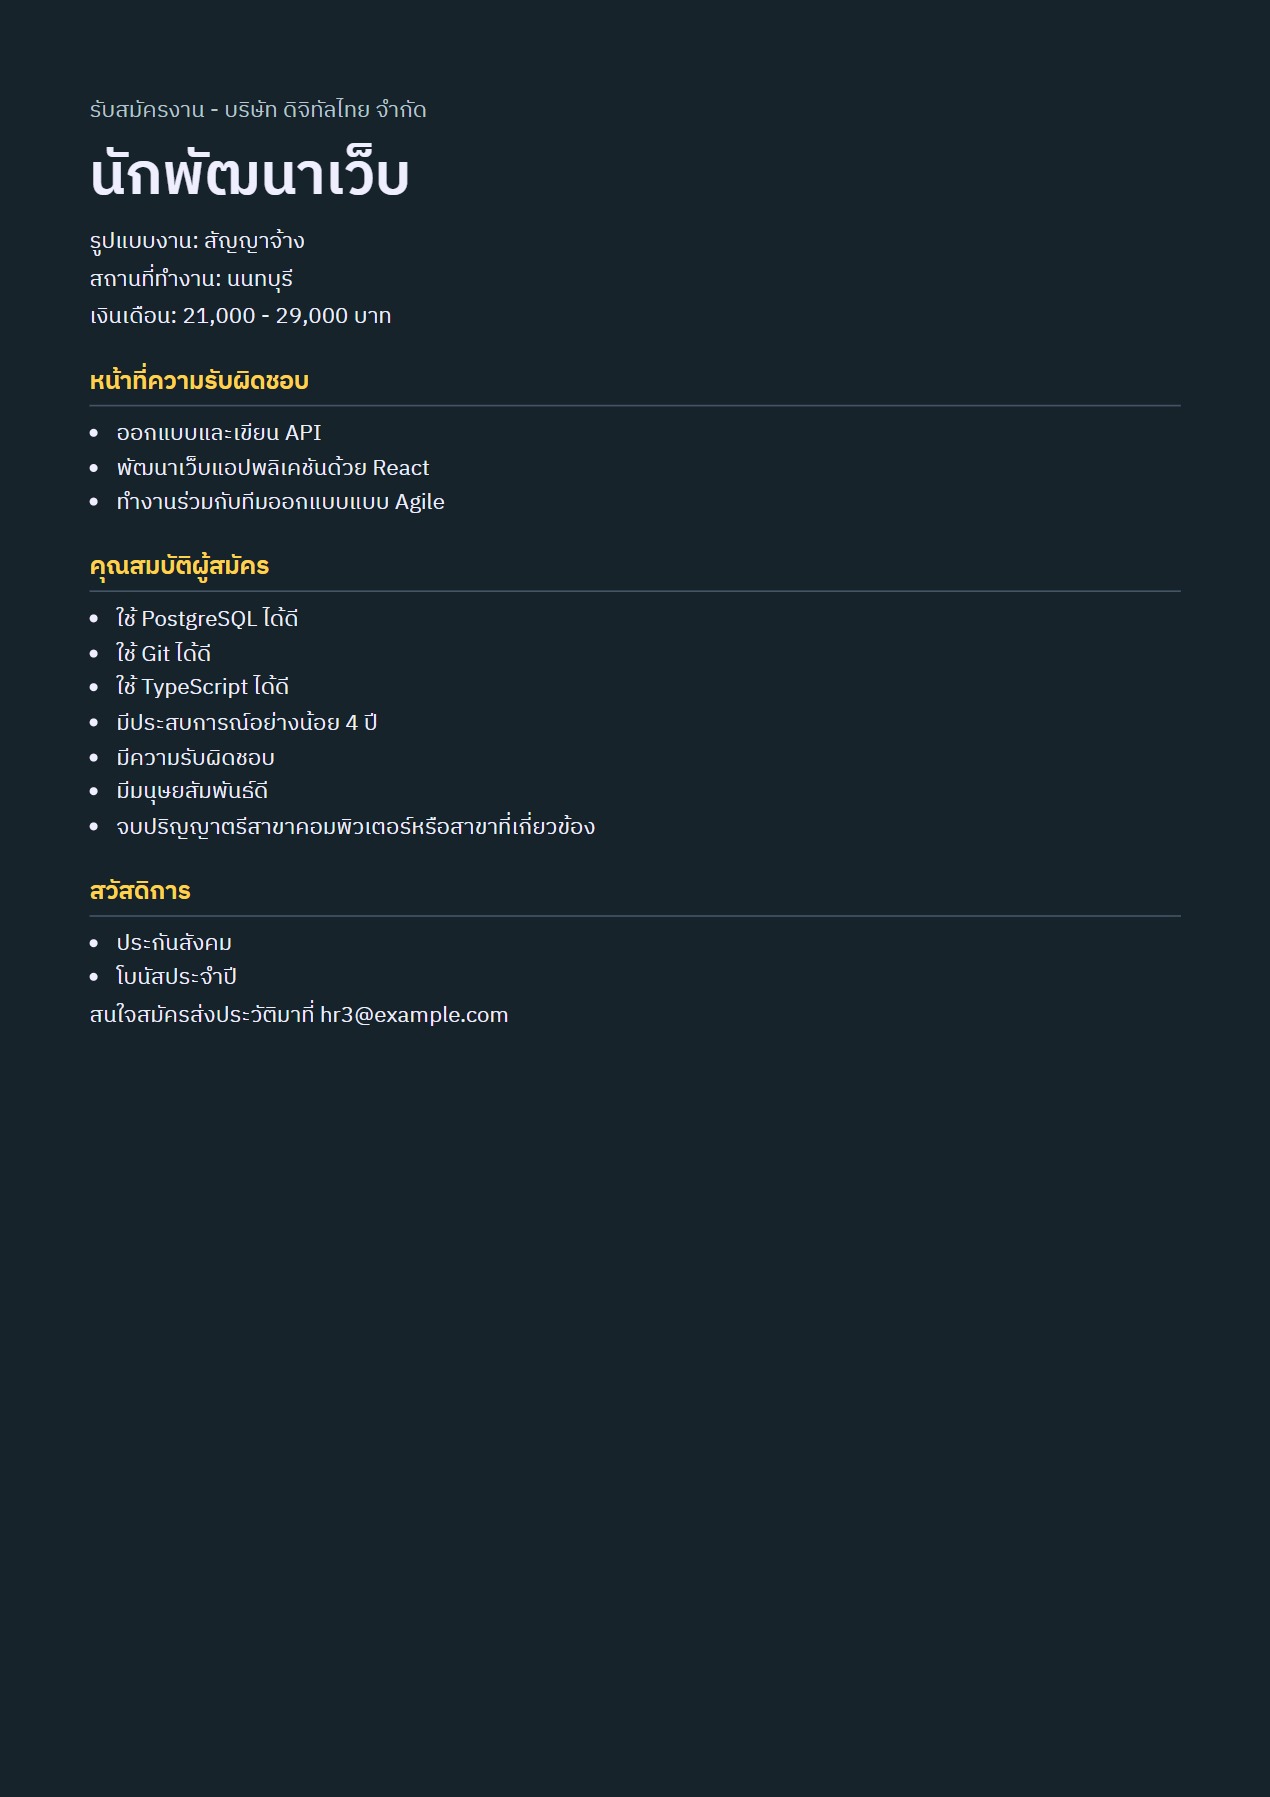 รับสมัครงาน - บริษัท ดิจิทัลไทย จำกัด
นักพัฒนาเว็บ
รูปแบบงาน: สัญญาจ้าง
สถานที่ทำงาน: นนทบุรี
เงินเดือน: 21,000 - 29,000 บาท
หน้าที่ความรับผิดชอบ
• ออกแบบและเขียน API
• พัฒนาเว็บแอปพลิเคชันด้วย React
• ทำงานร่วมกับทีมออกแบบแบบ Agile
คุณสมบัติผู้สมัคร
• ใช้ PostgreSQL ได้ดี
• ใช้ Git ได้ดี
• ใช้ TypeScript ได้ดี
• มีประสบการณ์อย่างน้อย 4 ปี
• มีความรับผิดชอบ
• มีมนุษยสัมพันธ์ดี
• จบปริญญาตรีสาขาคอมพิวเตอร์หรือสาขาที่เกี่ยวข้อง
สวัสดิการ
• ประกันสังคม
• โบนัสประจำปี
สนใจสมัครส่งประวัติมาที่ hr3@example.com